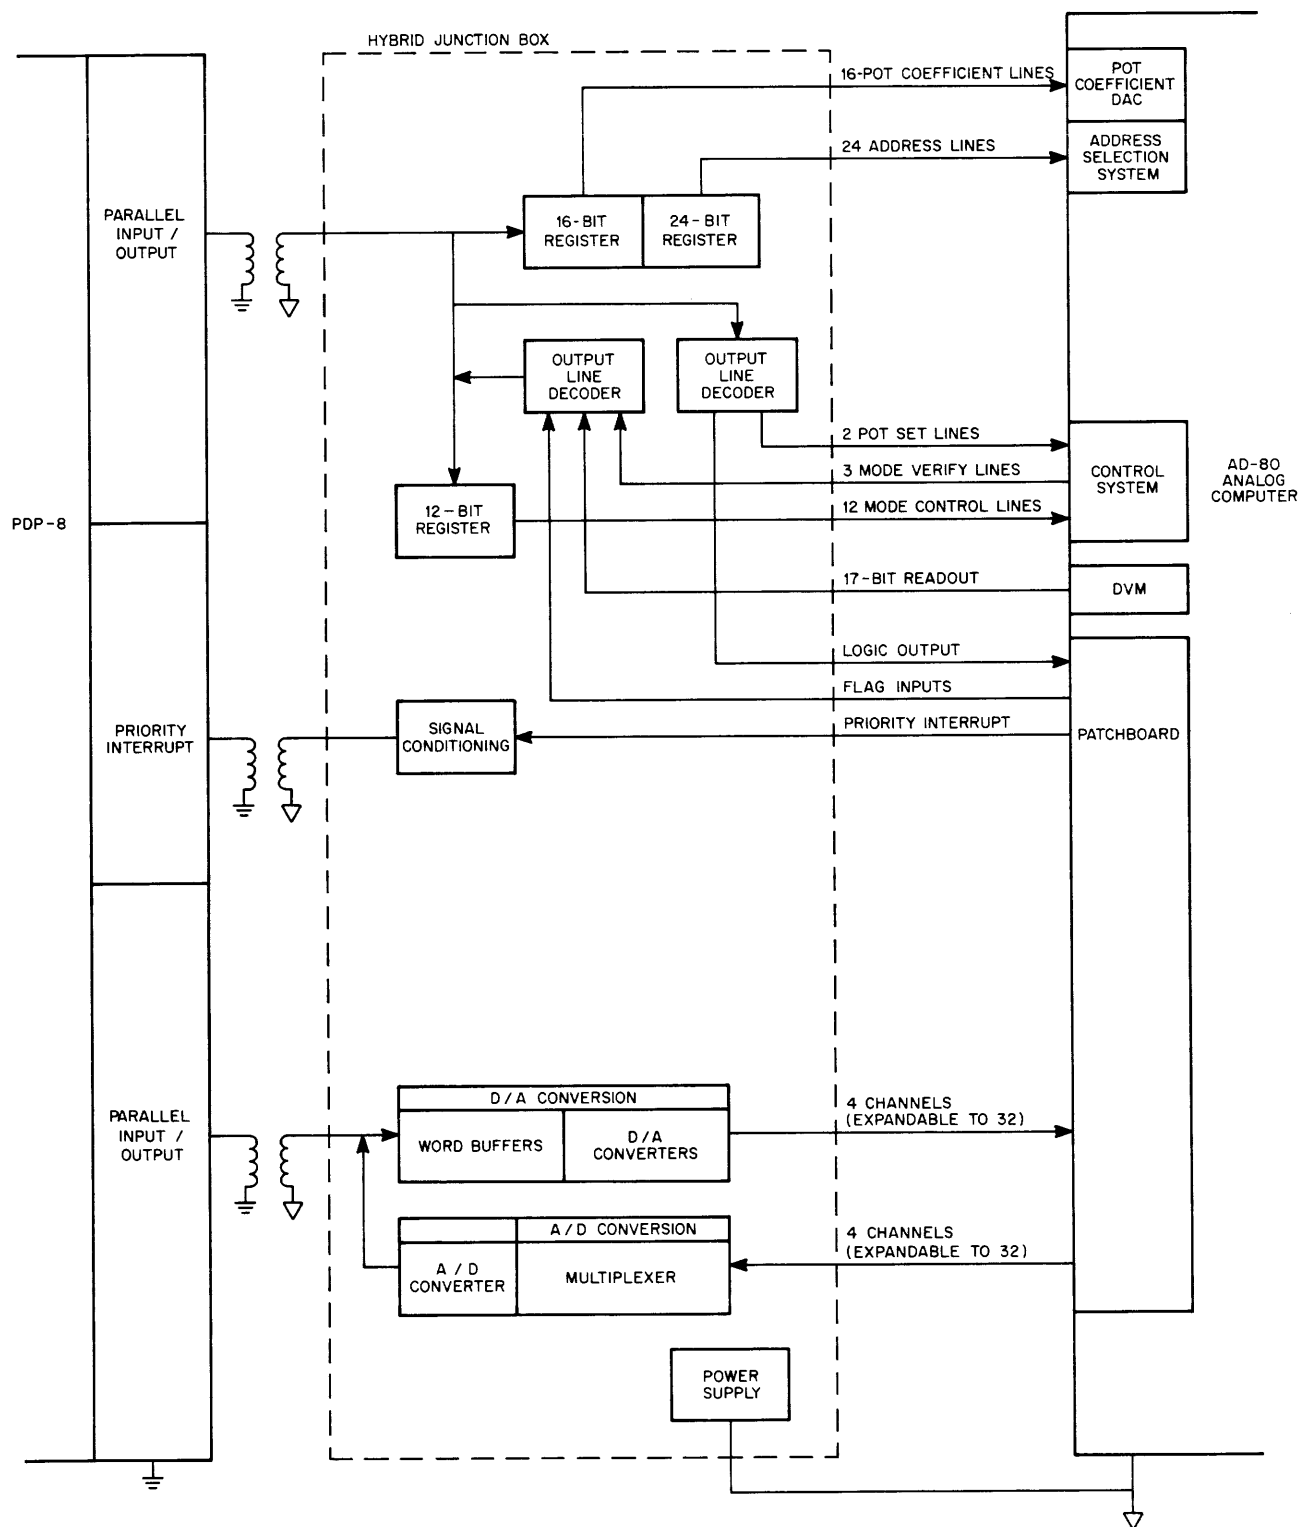 HYBRID JUNCTION BOX
16-POT COEFFICIENT LINES
POT
COEFFICIENT
DAC
24 ADDRESS LINES
ADDRESS
SELECTION
SYSTEM
PARALLEL
INPUT /
OUTPUT
16-BIT
REGISTER
24-BIT
REGISTER
OUTPUT
LINE
DECODER
OUTPUT
LINE
DECODER
2 POT SET LINES
3 MODE VERIFY LINES
12 MODE CONTROL LINES
CONTROL
SYSTEM
AD-80
ANALOG
COMPUTER
PDP-8
12-BIT
REGISTER
17-BIT READOUT
DVM
LOGIC OUTPUT
FLAG INPUTS
PRIORITY INTERRUPT
PATCHBOARD
PRIORITY
INTERRUPT
SIGNAL
CONDITIONING
PARALLEL
INPUT /
OUTPUT
D/A CONVERSION
WORD BUFFERS
D/A
CONVERTERS
4 CHANNELS
(EXPANDABLE TO 32)
A/D CONVERSION
A / D
CONVERTER
MULTIPLEXER
4 CHANNELS
(EXPANDABLE TO 32)
POWER
SUPPLY